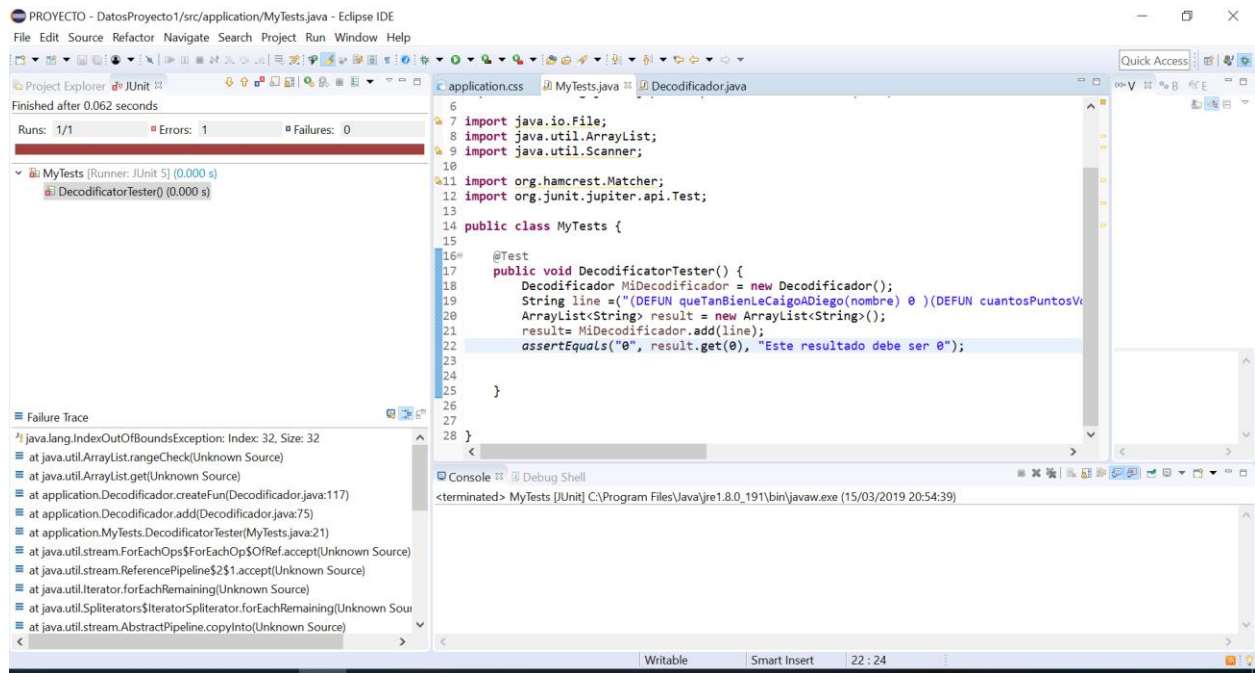 PROYECTO - DatosProyecto1/src/application/MyTests.java - Eclipse IDE
File Edit Source Refactor Navigate Search Project Run Window Help
Quick Access
Project Explorer JUnit
Finished after 0.062 seconds
Runs: 1/1 Errors: 1 Failures: 0
MyTests [Runner: JUnit 5] (0.000 s)
DecodificatorTester() (0.000 s)
Failure Trace
java.lang.IndexOutOfBoundsException: Index: 32, Size: 32
at java.util.ArrayList.rangeCheck(Unknown Source)
at java.util.ArrayList.get(Unknown Source)
at application.Decodificador.createFun(Decodificador.java:117)
at application.Decodificador.add(Decodificador.java:75)
at application.MyTests.DecodificatorTester(MyTests.java:21)
at java.util.stream.ForEachOps$ForEachOp$OfRef.accept(Unknown Source)
at java.util.stream.ReferencePipeline$2$1.accept(Unknown Source)
at java.util.Iterator.forEachRemaining(Unknown Source)
at java.util.Spliterators$IteratorSpliterator.forEachRemaining(Unknown Sour
at java.util.stream.AbstractPipeline.copyInto(Unknown Source)
application.css MyTests.java Decodificador.java
6
7 import java.io.File;
8 import java.util.ArrayList;
9 import java.util.Scanner;
10
11 import org.hamcrest.Matcher;
12 import org.junit.jupiter.api.Test;
13
14 public class MyTests {
15
16 @Test
17 public void DecodificatorTester() {
18 Decodificador MiDecodificador = new Decodificador();
19 String line =("(DEFUN queTanBienLeCaigoADiego(nombre) 0 )(DEFUN cuantosPuntosVo
20 ArrayList<String> result = new ArrayList<String>();
21 result= MiDecodificador.add(line);
22 assertEquals("0", result.get(0), "Este resultado debe ser 0");
23
24
25 }
26
27
28 }
V B E
Console Debug Shell
<terminated> MyTests [JUnit] C:\Program Files\Java\jre1.8.0_191\bin\javaw.exe (15/03/2019 20:54:39)
Writable Smart Insert 22 : 24